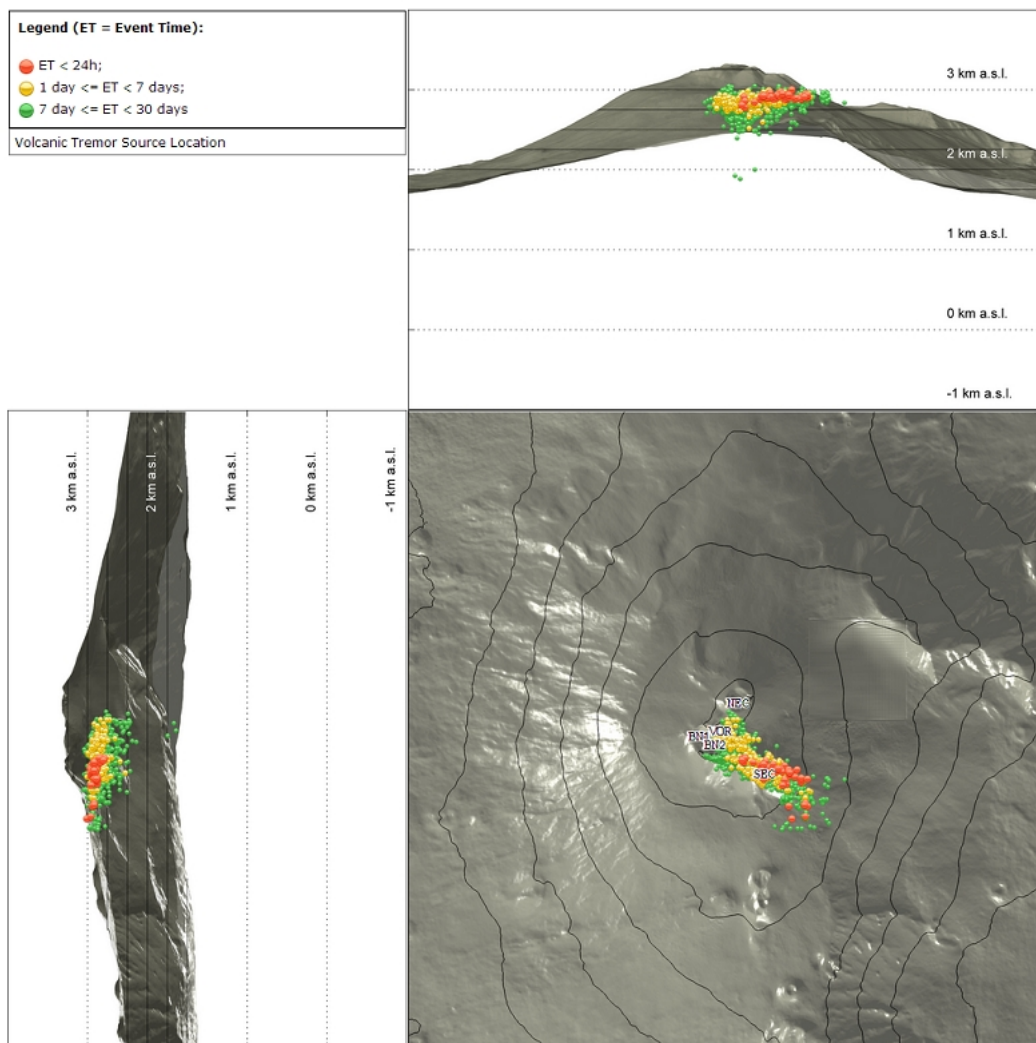 Legend (ET = Event Time):
ET < 24h;
1 day <= ET < 7 days;
7 day <= ET < 30 days
Volcanic Tremor Source Location
3 km a.s.l.
2 km a.s.l.
1 km a.s.l.
0 km a.s.l.
-1 km a.s.l.
3 km a.s.l.
2 km a.s.l.
1 km a.s.l.
0 km a.s.l.
-1 km a.s.l.
NEC
VOR
BN1
BN2
SEC